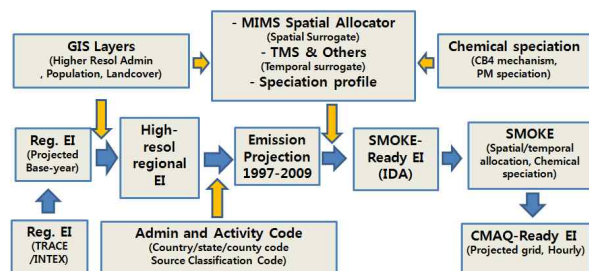 GIS Layers
(Higher Resol Admin
, Population, Landcover)
- MIMS Spatial Allocator
(Spatial Surrogate)
- TMS & Others
(Temporal surrogate)
- Speciation profile
Chemical speciation
(CB4 mechanism,
PM speciation)
Reg. EI
(Projected
Base-year)
High-
resol
regional
EI
Emission
Projection
1997-2009
SMOKE-
Ready EI
(IDA)
SMOKE
(Spatial/temporal
allocation, Chemical
speciation)
Reg. EI
(TRACE
/INTEX)
Admin and Activity Code
(Country/state/county code
Source Classification Code)
CMAQ-Ready EI
(Projected grid, Hourly)